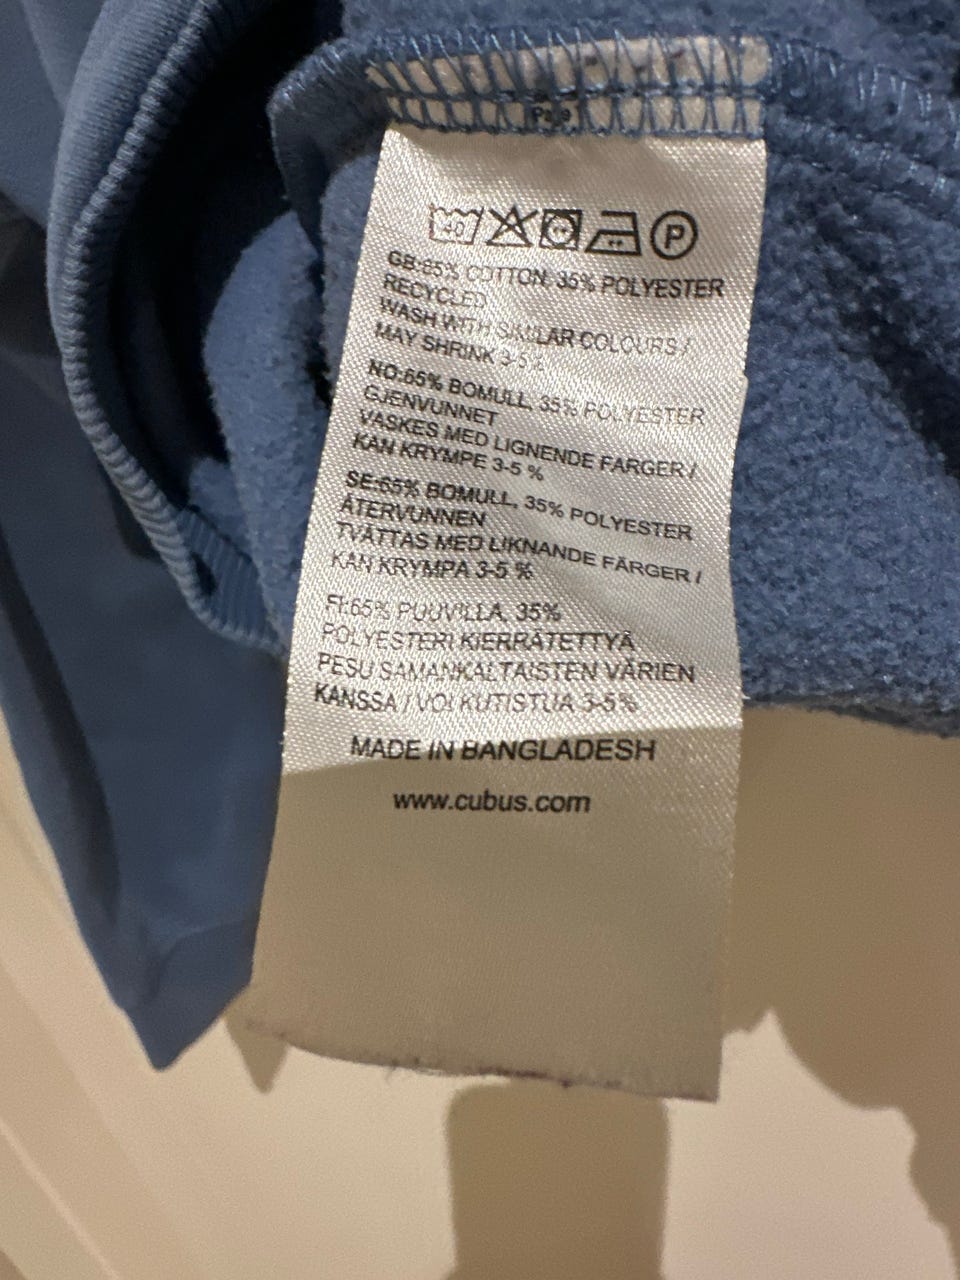 40 P
GB:65% COTTON, 35% POLYESTER
RECYCLED
WASH WITH SIMILAR COLOURS /
MAY SHRINK 3-5 %
NO:65% BOMULL, 35% POLYESTER
GJENVUNNET
VASKES MED LIGNENDE FARGER /
KAN KRYMPE 3-5 %
SE:65% BOMULL, 35% POLYESTER
ÅTERVUNNEN
TVÄTTAS MED LIKNANDE FÄRGER /
KAN KRYMPA 3-5 %
FI:65% PUUVILLA, 35%
POLYESTERI KIERRÄTETTYÄ
PESU SAMANKALTAISTEN VÄRIEN
KANSSA / VOI KUTISTUA 3-5%
MADE IN BANGLADESH
www.cubus.com